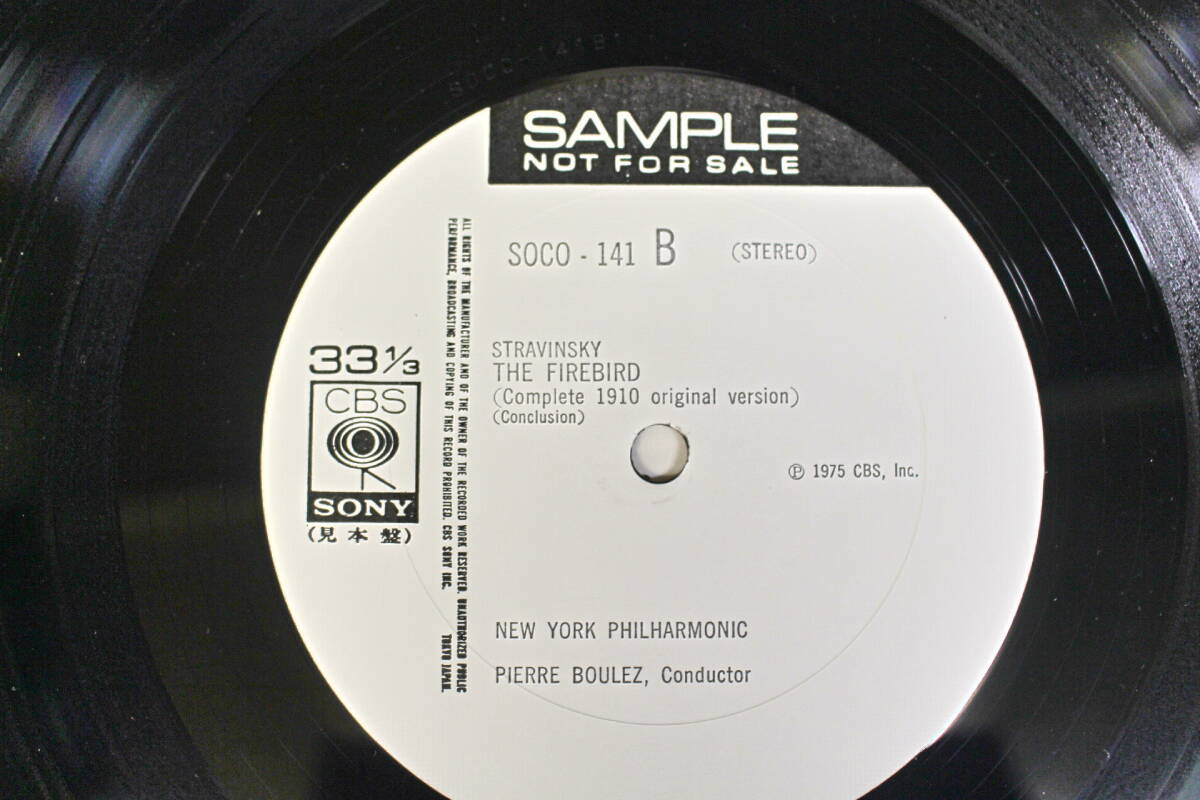 SOCO-141B1
SAMPLE
NOT FOR SALE
SOCO - 141 B (STEREO)
STRAVINSKY
THE FIREBIRD
(Complete 1910 original version)
(Conclusion)
℗ 1975 CBS, Inc.
NEW YORK PHILHARMONIC
PIERRE BOULEZ, Conductor
33⅓
CBS
SONY
(見本盤)
ALL RIGHTS OF THE MANUFACTURER AND OF THE OWNER OF THE RECORDED WORK RESERVED. UNAUTHORIZED PUBLIC
PERFORMANCE, BROADCASTING AND COPYING OF THIS RECORD PROHIBITED. CBS SONY INC. TOKYO JAPAN.